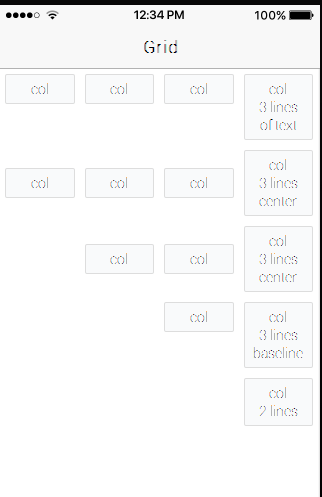 12:34 PM 100%
Grid
col col col col
3 lines
of text
col col col col
3 lines
center
col col col
3 lines
center
col col
3 lines
baseline
col
2 lines